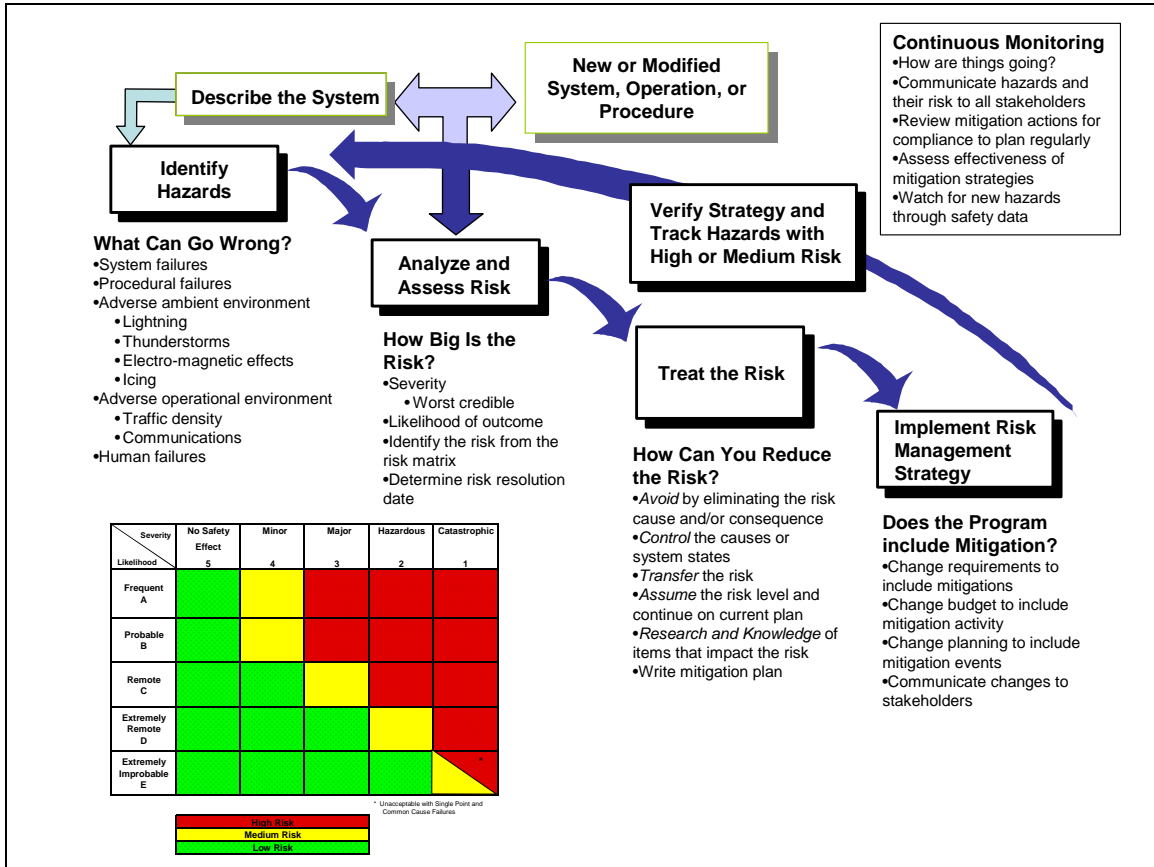 Describe the System
New or Modified
System, Operation, or
Procedure
Continuous Monitoring
•How are things going?
•Communicate hazards and
their risk to all stakeholders
•Review mitigation actions for
compliance to plan regularly
•Assess effectiveness of
mitigation strategies
•Watch for new hazards
through safety data
Identify
Hazards
What Can Go Wrong?
•System failures
•Procedural failures
•Adverse ambient environment
•Lightning
•Thunderstorms
•Electro-magnetic effects
•Icing
•Adverse operational environment
•Traffic density
•Communications
•Human failures
Analyze and
Assess Risk
How Big Is the
Risk?
•Severity
•Worst credible
•Likelihood of outcome
•Identify the risk from the
risk matrix
•Determine risk resolution
date
Verify Strategy and
Track Hazards with
High or Medium Risk
Treat the Risk
How Can You Reduce
the Risk?
•Avoid by eliminating the risk
cause and/or consequence
•Control the causes or
system states
•Transfer the risk
•Assume the risk level and
continue on current plan
•Research and Knowledge of
items that impact the risk
•Write mitigation plan
Implement Risk
Management
Strategy
Does the Program
include Mitigation?
•Change requirements to
include mitigations
•Change budget to include
mitigation activity
•Change planning to include
mitigation events
•Communicate changes to
stakeholders
Severity
Likelihood
No Safety
Effect
5
Minor
4
Major
3
Hazardous
2
Catastrophic
1
Frequent
A
Probable
B
Remote
C
Extremely
Remote
D
Extremely
Improbable
E
*
* Unacceptable with Single Point and
Common Cause Failures
High Risk
Medium Risk
Low Risk